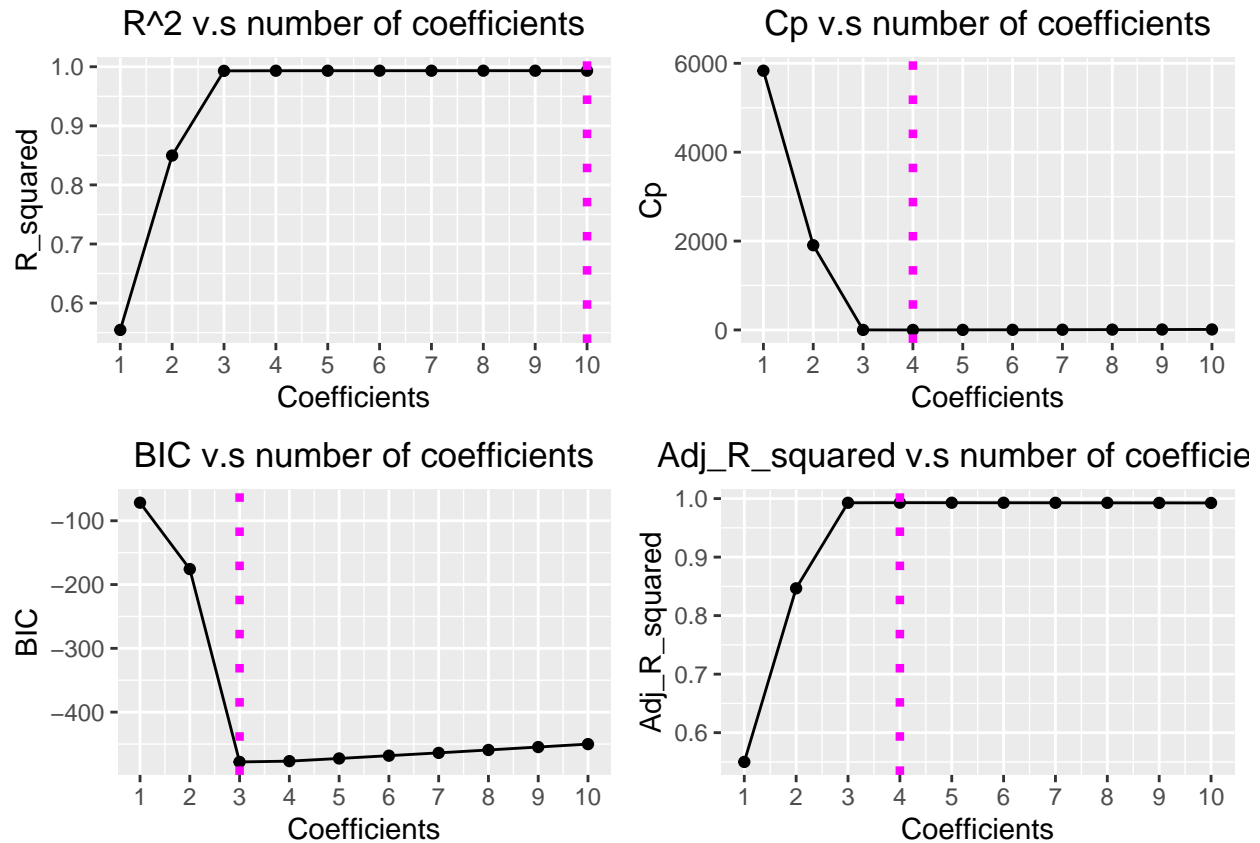 R^2 v.s number of coefficients
R_squared
1.0
0.9
0.8
0.7
0.6
1 2 3 4 5 6 7 8 9 10
Coefficients
Cp v.s number of coefficients
Cp
6000
4000
2000
0
1 2 3 4 5 6 7 8 9 10
Coefficients
BIC v.s number of coefficients
BIC
−100
−200
−300
−400
1 2 3 4 5 6 7 8 9 10
Coefficients
Adj_R_squared v.s number of coefficie
Adj_R_squared
1.0
0.9
0.8
0.7
0.6
1 2 3 4 5 6 7 8 9 10
Coefficients